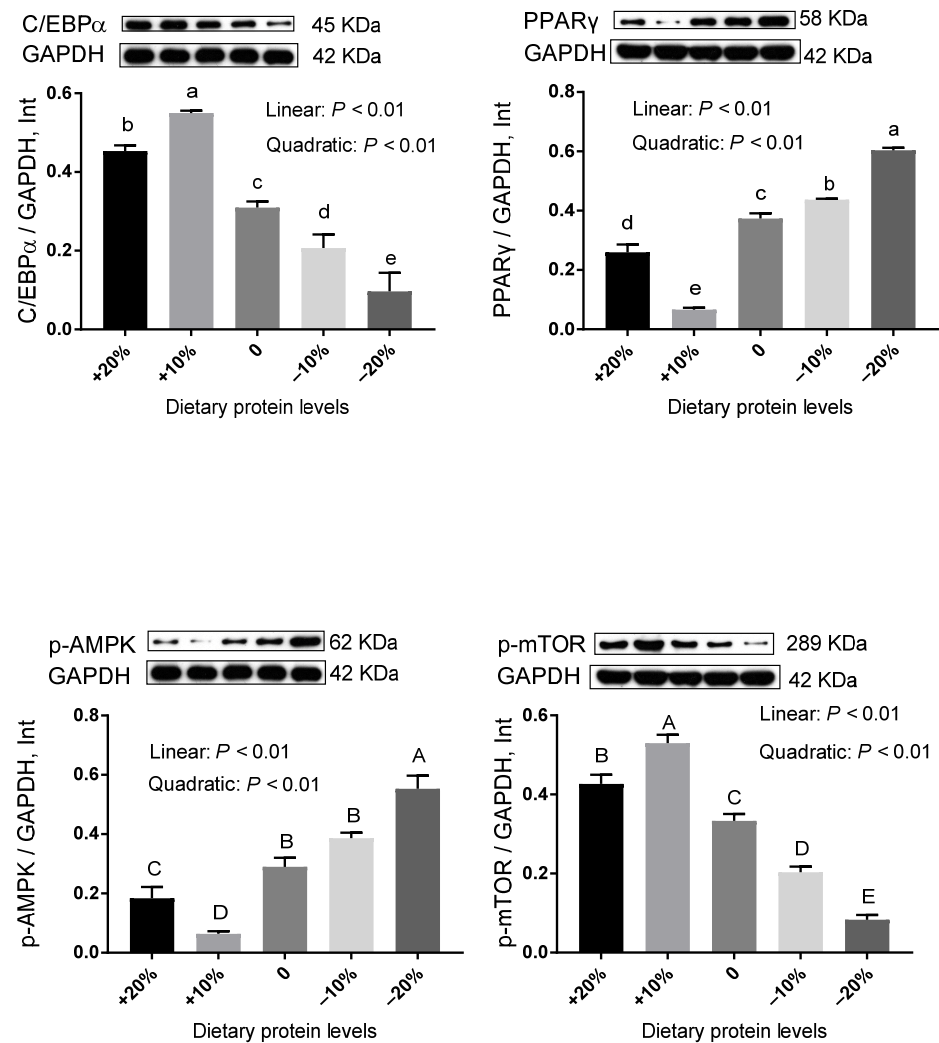 C/EBPα 45 KDa
GAPDH 42 KDa
C/EBPα / GAPDH, Int
0.6
0.4
0.2
0.0
Linear: P < 0.01
Quadratic: P < 0.01
b a c d e
+20% +10% 0 –10% –20%
Dietary protein levels
PPARγ 58 KDa
GAPDH 42 KDa
PPARγ / GAPDH, Int
0.8
0.6
0.4
0.2
0.0
Linear: P < 0.01
Quadratic: P < 0.01
d e c b a
+20% +10% 0 –10% –20%
Dietary protein levels
p-AMPK 62 KDa
GAPDH 42 KDa
p-AMPK / GAPDH, Int
0.8
0.6
0.4
0.2
0.0
Linear: P < 0.01
Quadratic: P < 0.01
C D B B A
+20% +10% 0 –10% –20%
Dietary protein levels
p-mTOR 289 KDa
GAPDH 42 KDa
p-mTOR / GAPDH, Int
0.6
0.4
0.2
0.0
Linear: P < 0.01
Quadratic: P < 0.01
B A C D E
+20% +10% 0 –10% –20%
Dietary protein levels